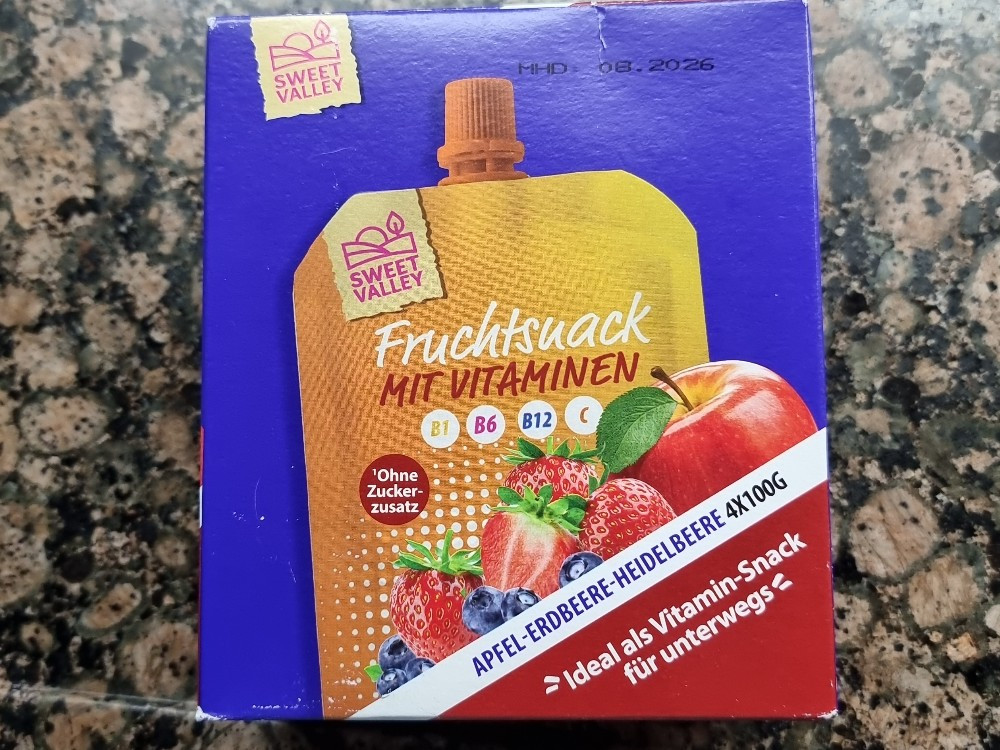 SWEET
VALLEY
MHD: 08.2026
SWEET
VALLEY
Fruchtsnack
MIT VITAMINEN
B1 B6 B12 C
¹Ohne
Zucker-
zusatz
APFEL-ERDBEERE-HEIDELBEERE 4X100G
Ideal als Vitamin-Snack
für unterwegs